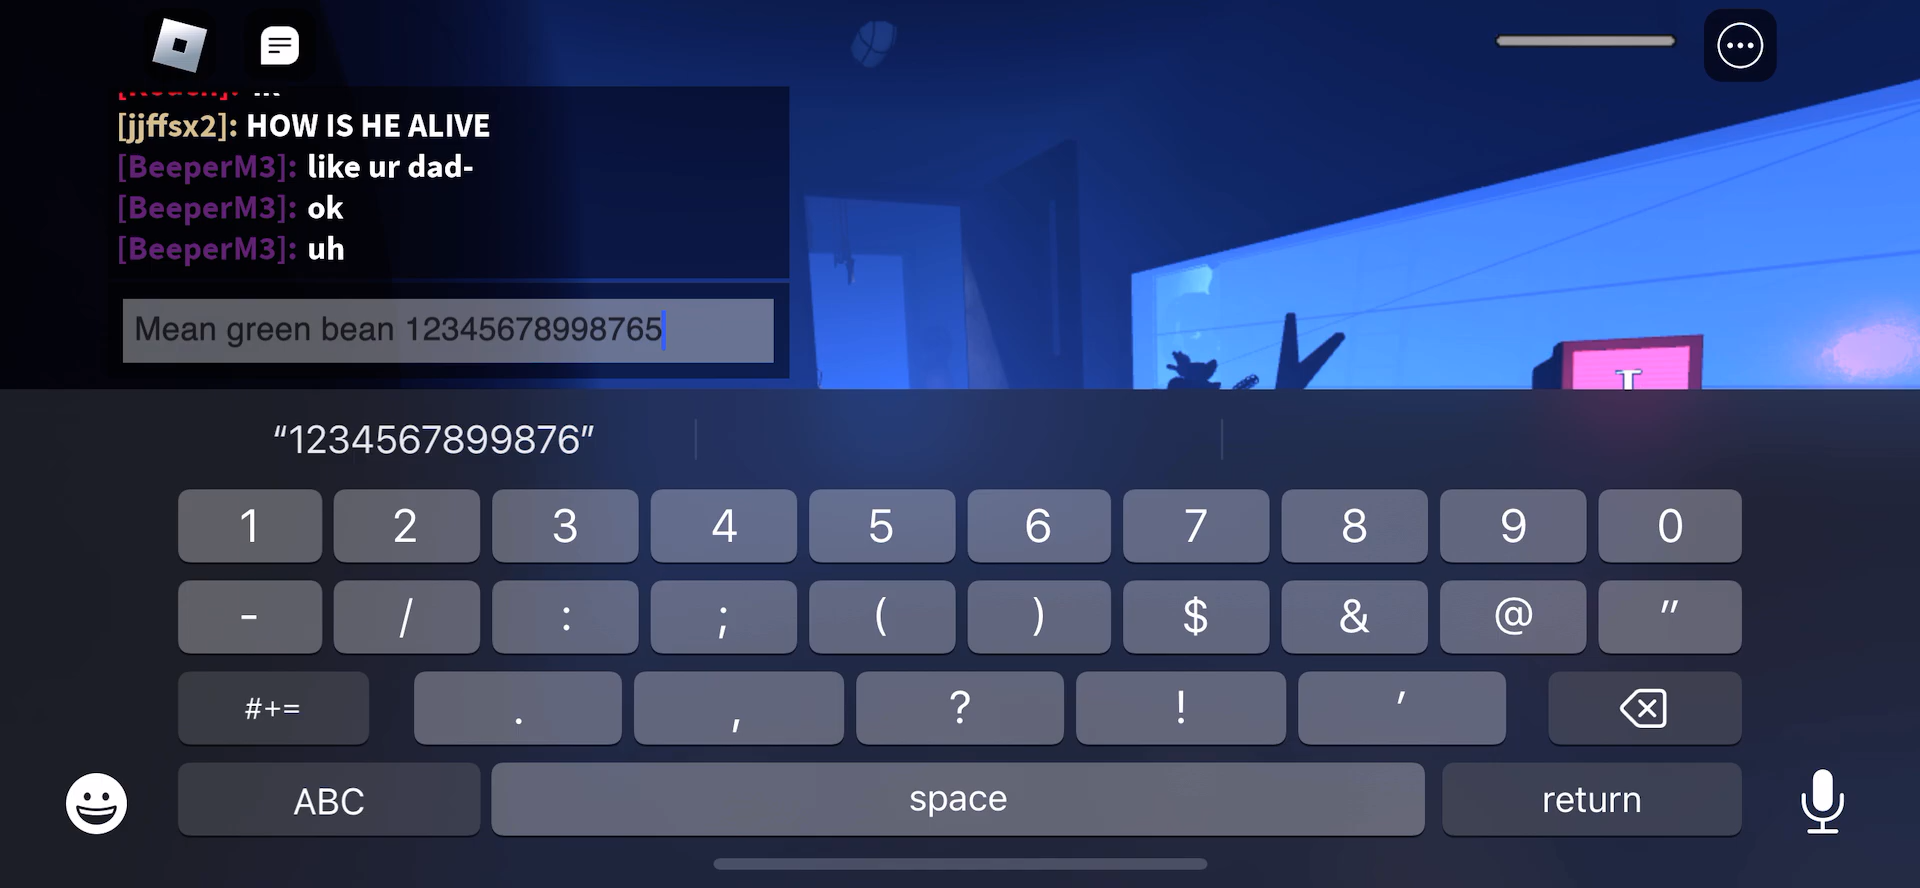 [jjffsx2]: HOW IS HE ALIVE
[BeeperM3]: like ur dad-
[BeeperM3]: ok
[BeeperM3]: uh
Mean green bean 12345678998765
“1234567899876”
1 2 3 4 5 6 7 8 9 0
- / : ; ( ) $ & @ "
#+= . , ? ! '
ABC space return